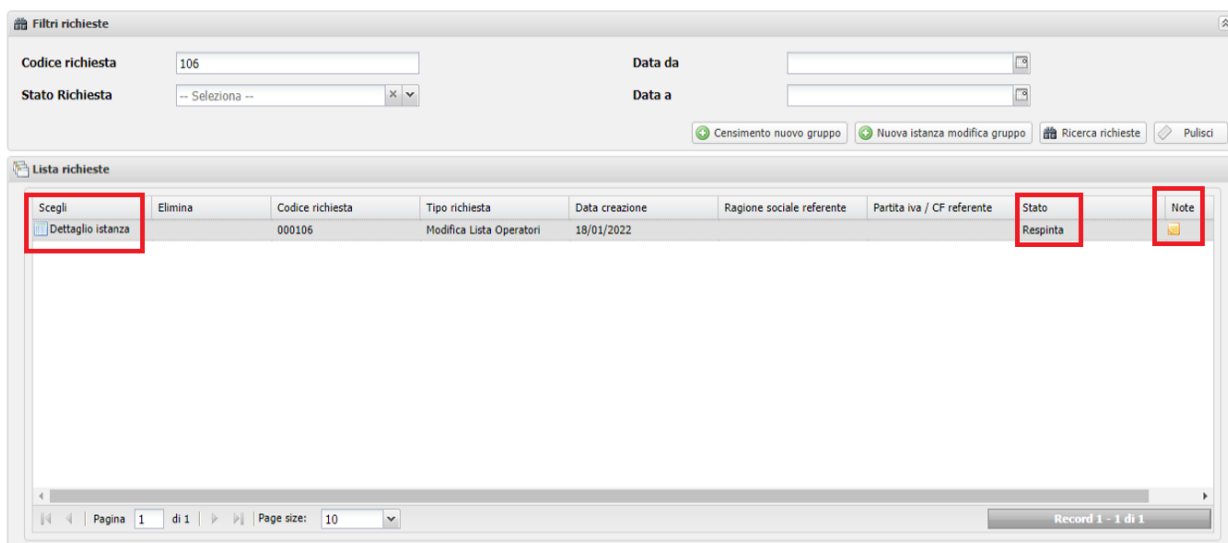 Filtri richieste
Codice richiesta 106 Data da
Stato Richiesta -- Seleziona -- Data a
Censimento nuovo gruppo Nuova istanza modifica gruppo Ricerca richieste Pulisci
Lista richieste
Scegli Elimina Codice richiesta Tipo richiesta Data creazione Ragione sociale referente Partita iva / CF referente Stato Note
Dettaglio istanza 000106 Modifica Lista Operatori 18/01/2022 Respinta
Pagina 1 di 1 Page size: 10 Record 1 - 1 di 1